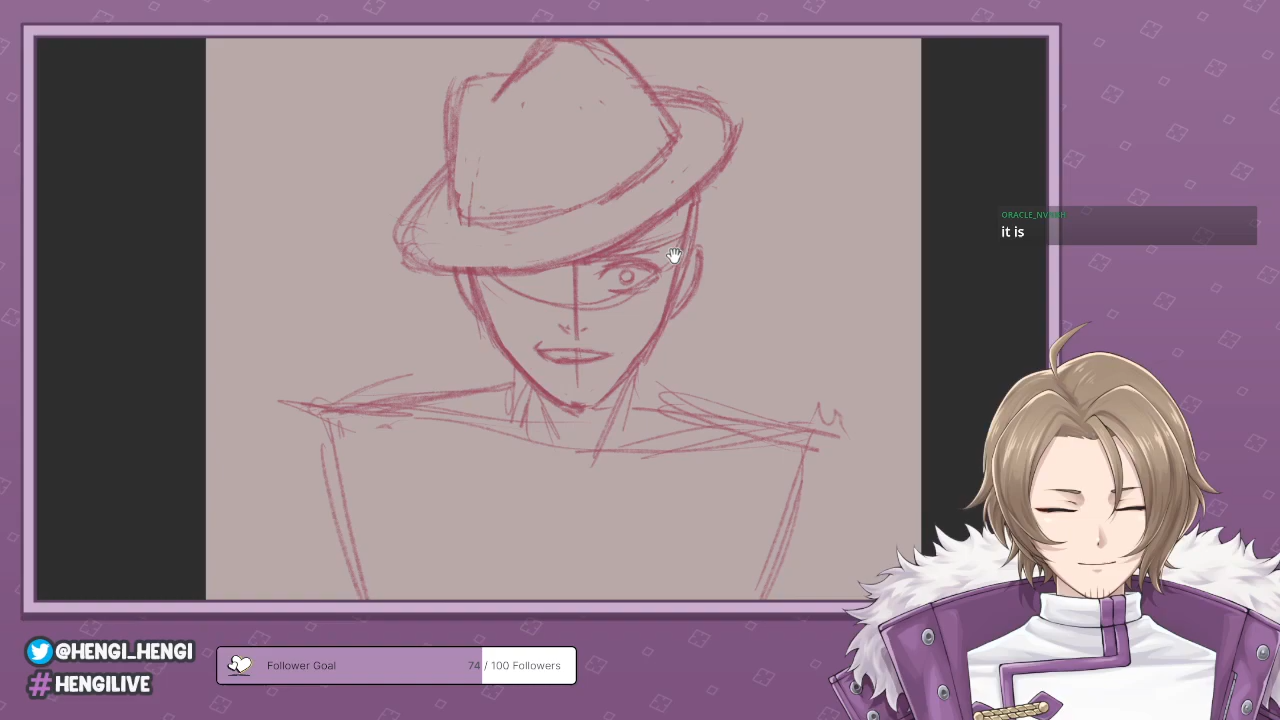 it is
@HENGI_HENGI
# HENGILIVE
Follower Goal
74 / 100 Followers